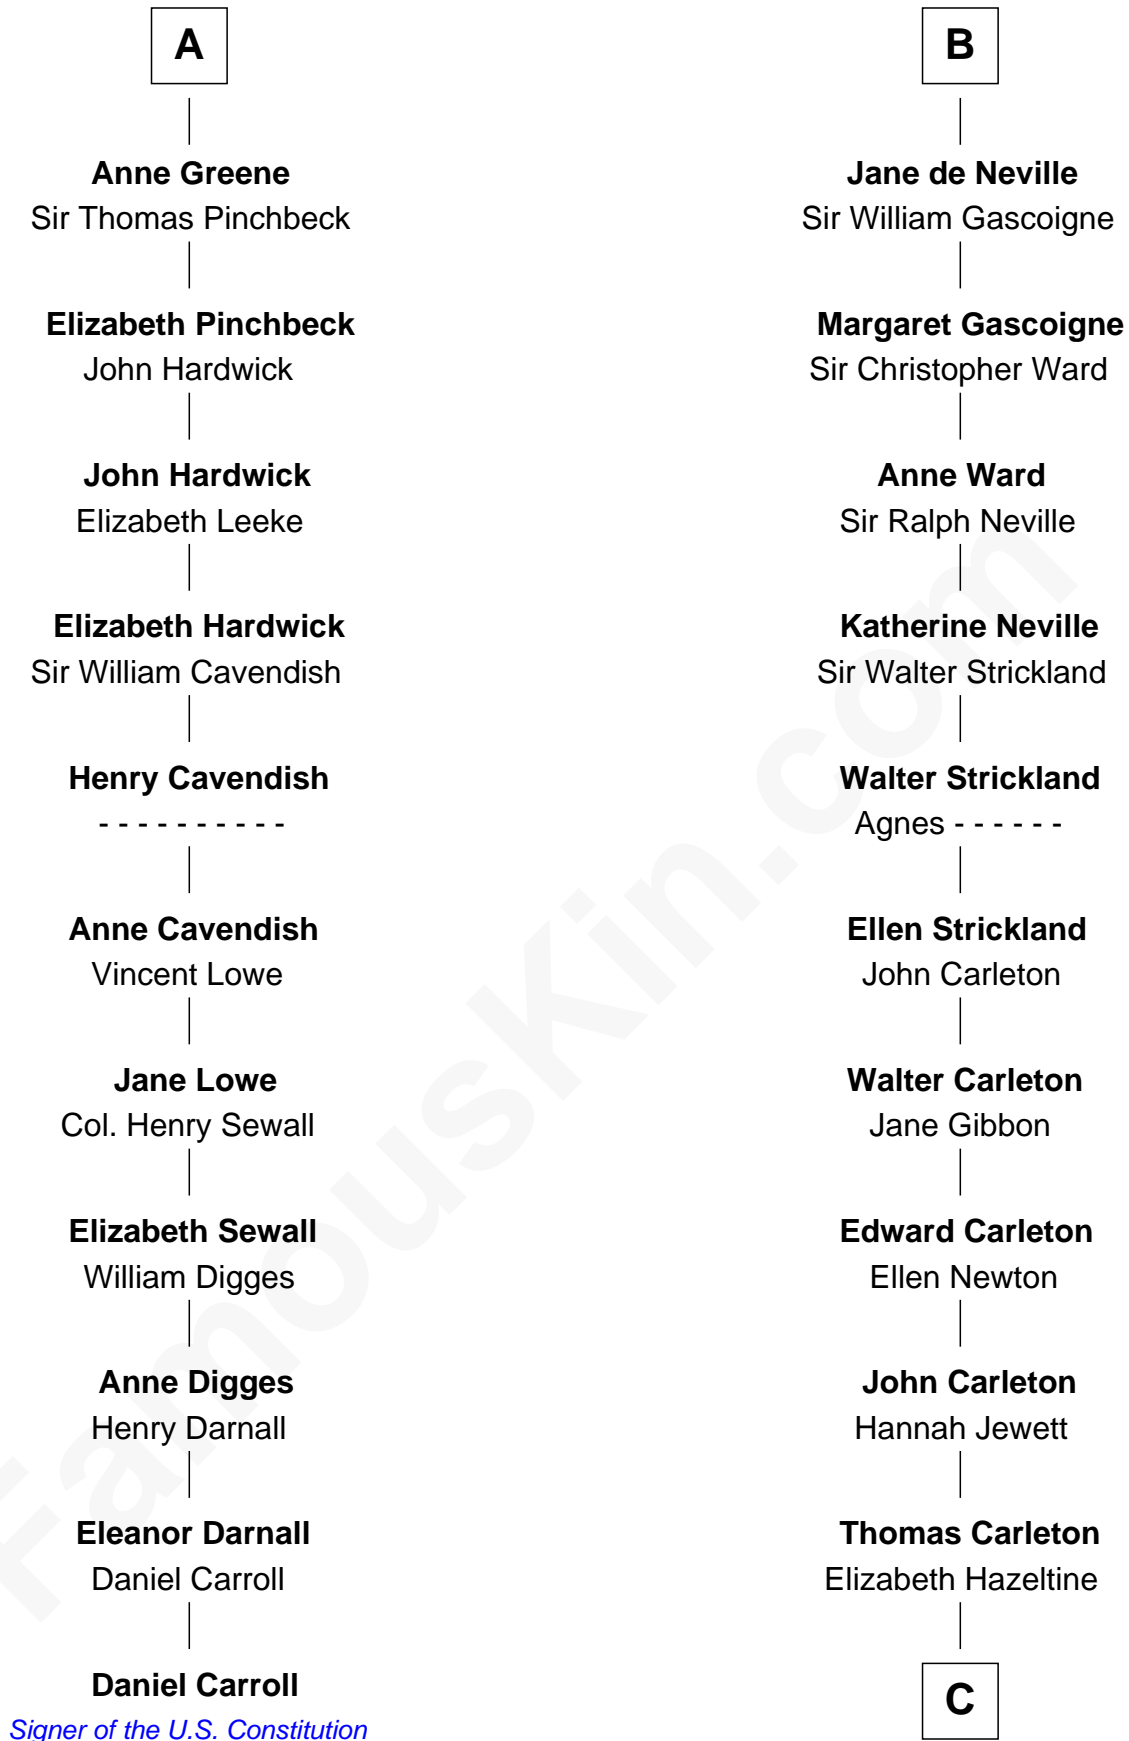 A
Anne Greene
Sir Thomas Pinchbeck
Elizabeth Pinchbeck
John Hardwick
John Hardwick
Elizabeth Leeke
Elizabeth Hardwick
Sir William Cavendish
Henry Cavendish
- - - - - - - - - -
Anne Cavendish
Vincent Lowe
Jane Lowe
Col. Henry Sewall
Elizabeth Sewall
William Digges
Anne Digges
Henry Darnall
Eleanor Darnall
Daniel Carroll
Daniel Carroll
Signer of the U.S. Constitution
B
Jane de Neville
Sir William Gascoigne
Margaret Gascoigne
Sir Christopher Ward
Anne Ward
Sir Ralph Neville
Katherine Neville
Sir Walter Strickland
Walter Strickland
Agnes - - - - - -
Ellen Strickland
John Carleton
Walter Carleton
Jane Gibbon
Edward Carleton
Ellen Newton
John Carleton
Hannah Jewett
Thomas Carleton
Elizabeth Hazeltine
C
FamousKin.com